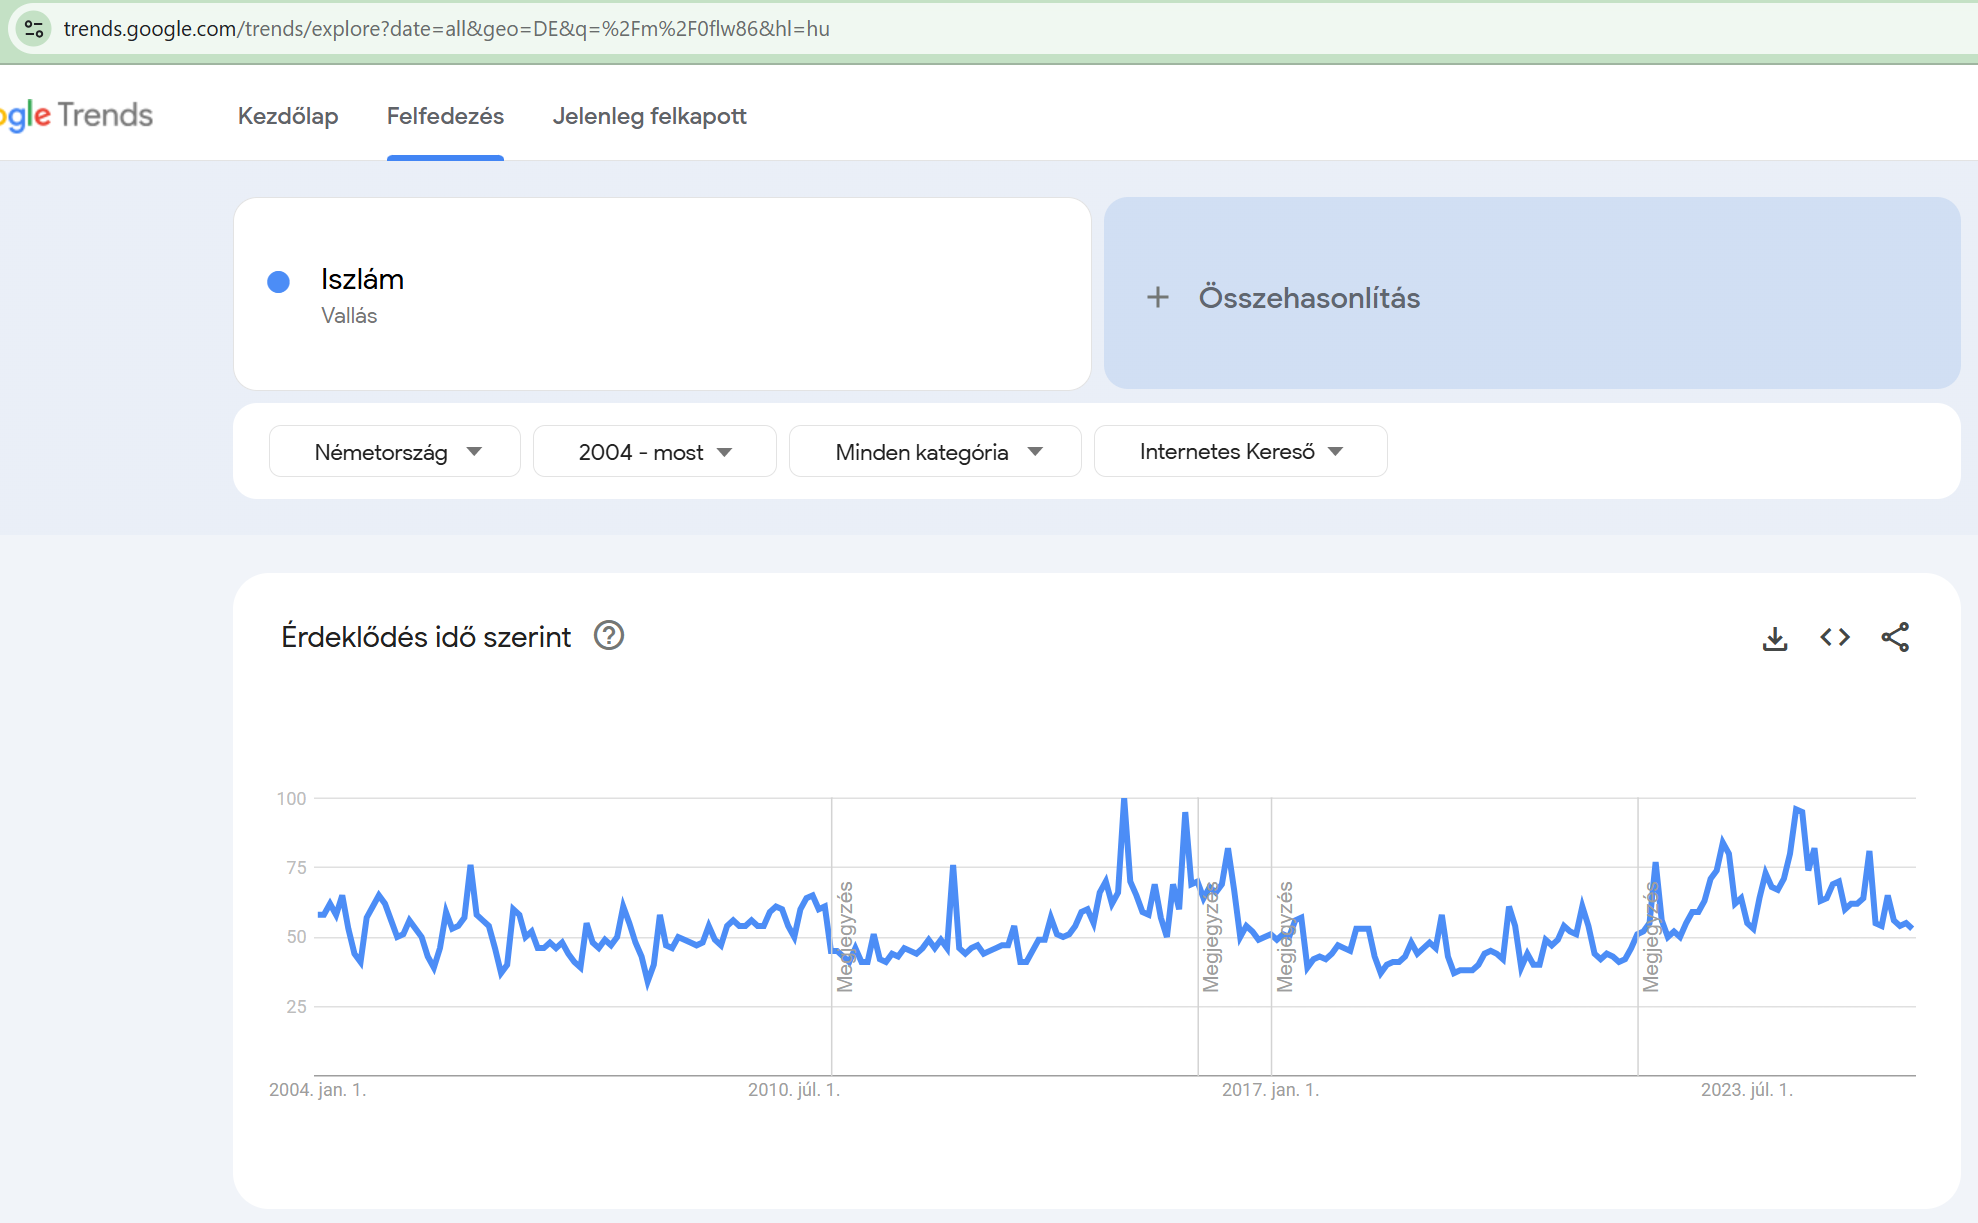 trends.google.com/trends/explore?date=all&geo=DE&q=%2Fm%2F0flw86&hl=hu
ogle Trends
Kezdőlap
Felfedezés
Jelenleg felkapott
Iszlám
Vallás
+ Összehasonlítás
Németország
2004 - most
Minden kategória
Internetes Kereső
Érdeklődés idő szerint
100
75
50
25
Megjegyzés
Megjegyzés
Megjegyzés
Megjegyzés
2004. jan. 1.
2010. júl. 1.
2017. jan. 1.
2023. júl. 1.